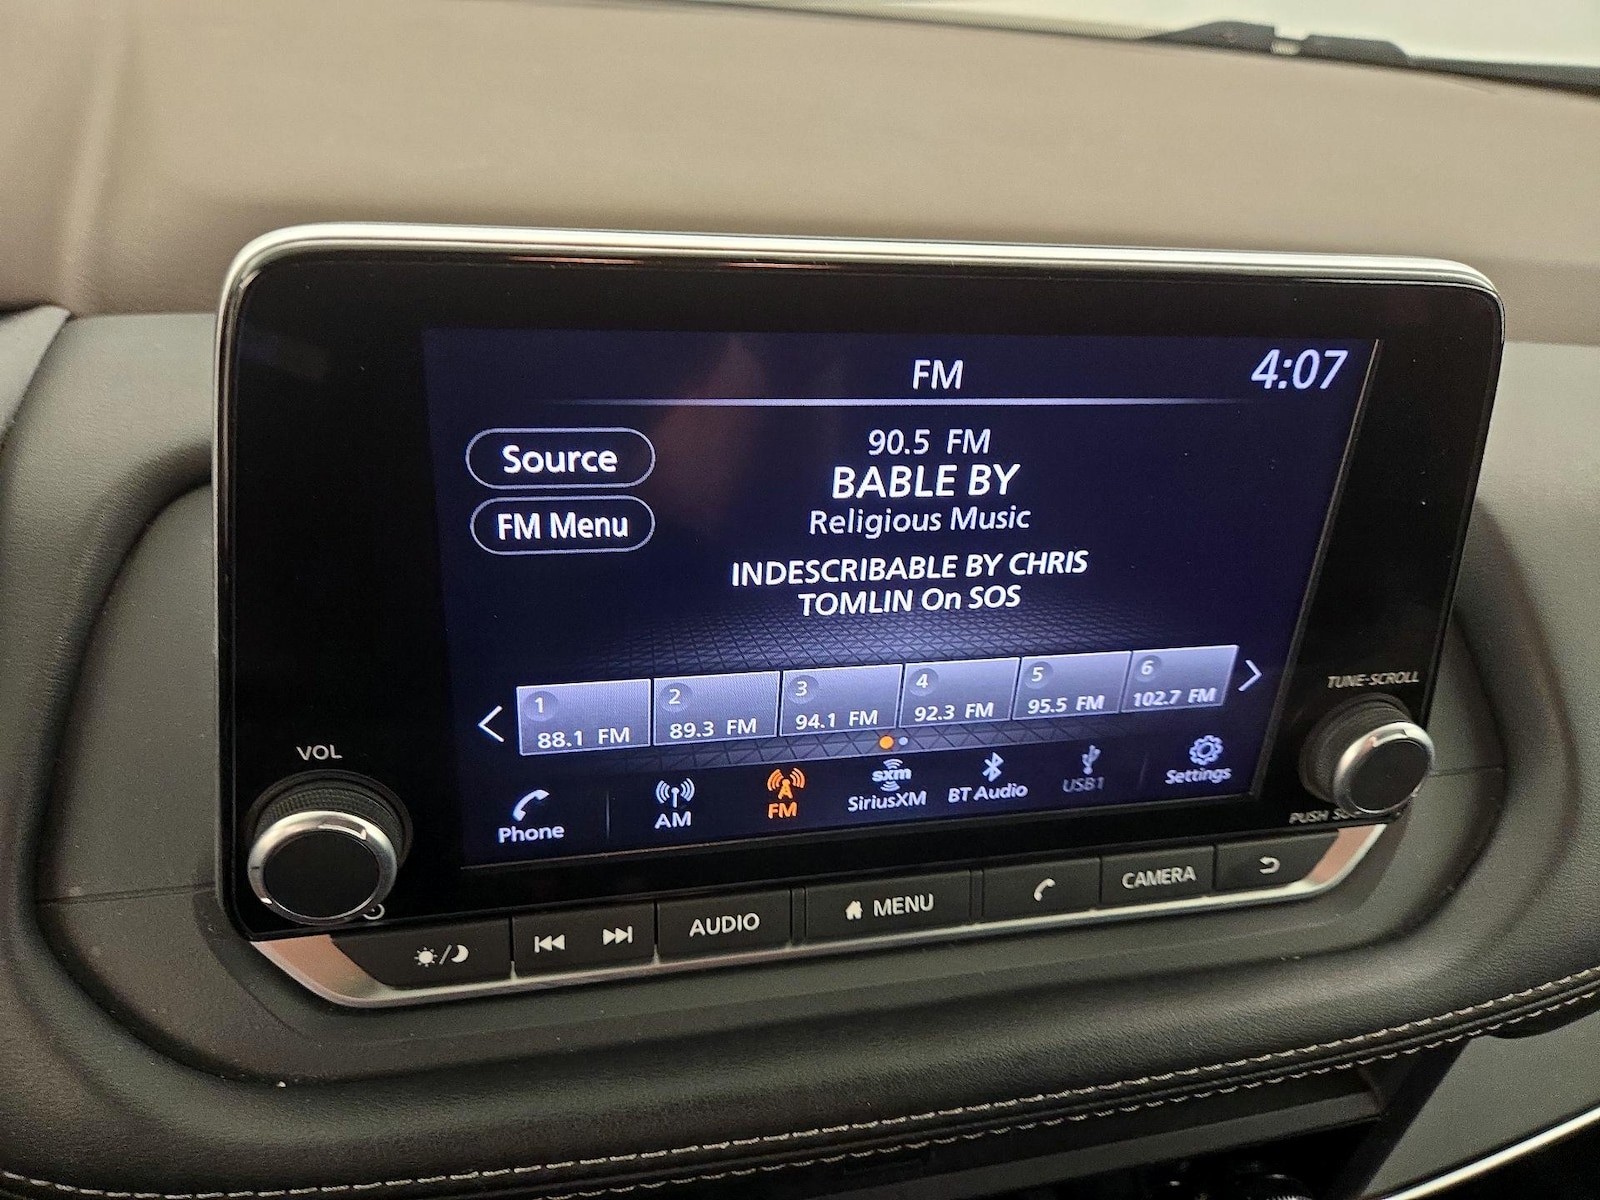 FM
4:07
Source
FM Menu
90.5 FM
BABLE BY
Religious Music
INDESCRIBABLE BY CHRIS
TOMLIN On SOS
1
88.1 FM
2
89.3 FM
3
94.1 FM
4
92.3 FM
5
95.5 FM
6
102.7 FM
Phone
AM
FM
sxm
SiriusXM
BT Audio
USB1
Settings
VOL
TUNE-SCROLL
PUSH
AUDIO
MENU
CAMERA